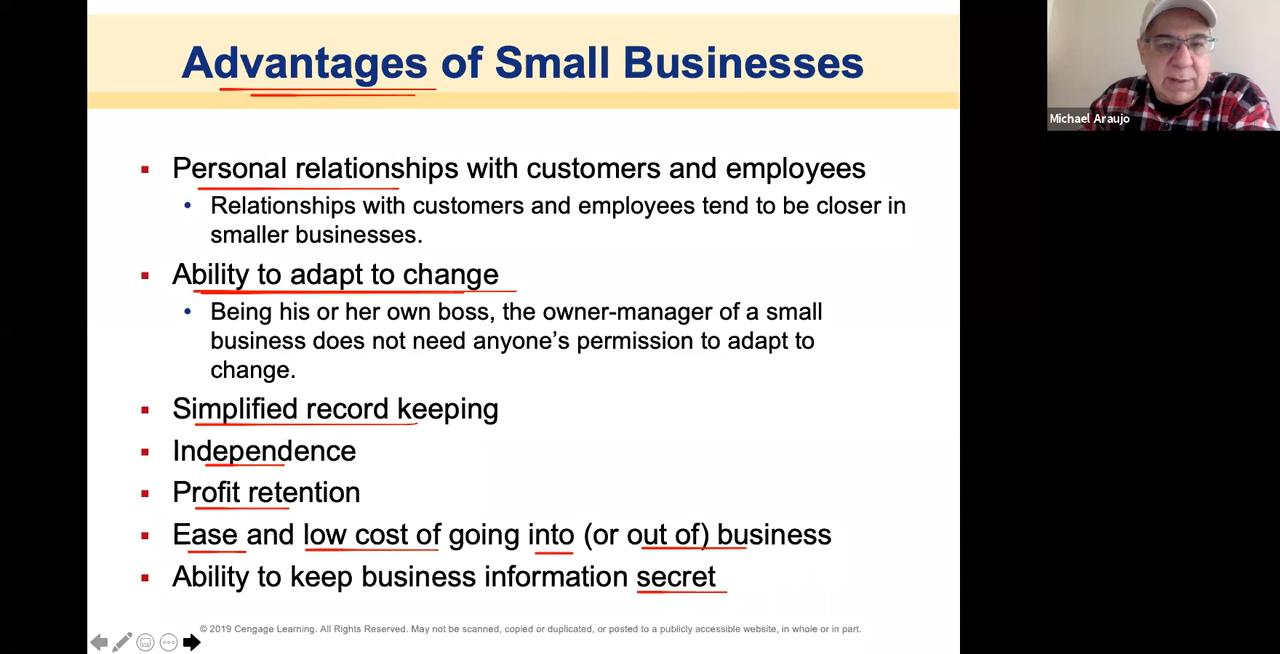 Advantages of Small Businesses
Michael Araujo
Personal relationships with customers and employees
Relationships with customers and employees tend to be closer in
smaller businesses.
Ability to adapt to change
Being his or her own boss, the owner-manager of a small
business does not need anyone’s permission to adapt to
change.
Simplified record keeping
Independence
Profit retention
Ease and low cost of going into (or out of) business
Ability to keep business information secret
© 2019 Cengage Learning. All Rights Reserved. May not be scanned, copied or duplicated, or posted to a publicly accessible website, in whole or in part.